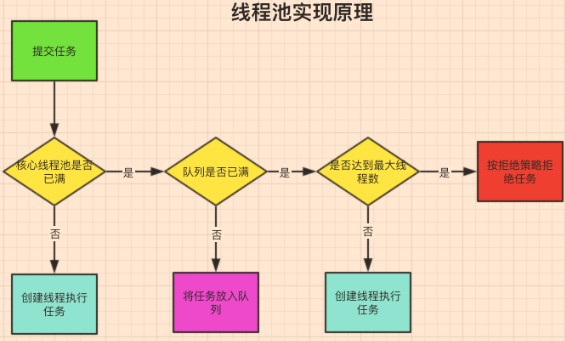 线程池实现原理
提交任务
核心线程池是否
已满
是
队列是否已满
是
是否达到最大线
程数
是
按拒绝策略拒
绝任务
否
否
否
创建线程执行
任务
将任务放入队
列
创建线程执行
任务